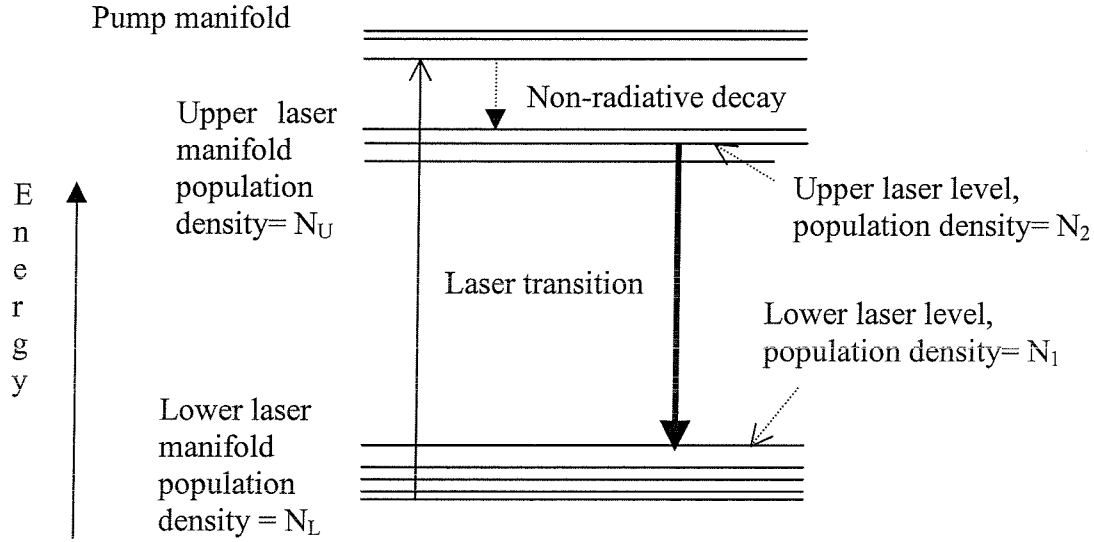 Pump manifold
Non-radiative decay
Upper laser
manifold
population
density= N_U
Upper laser level,
population density= N_2
E
n
e
r
g
y
Laser transition
Lower laser level,
population density= N_1
Lower laser
manifold
population
density = N_L